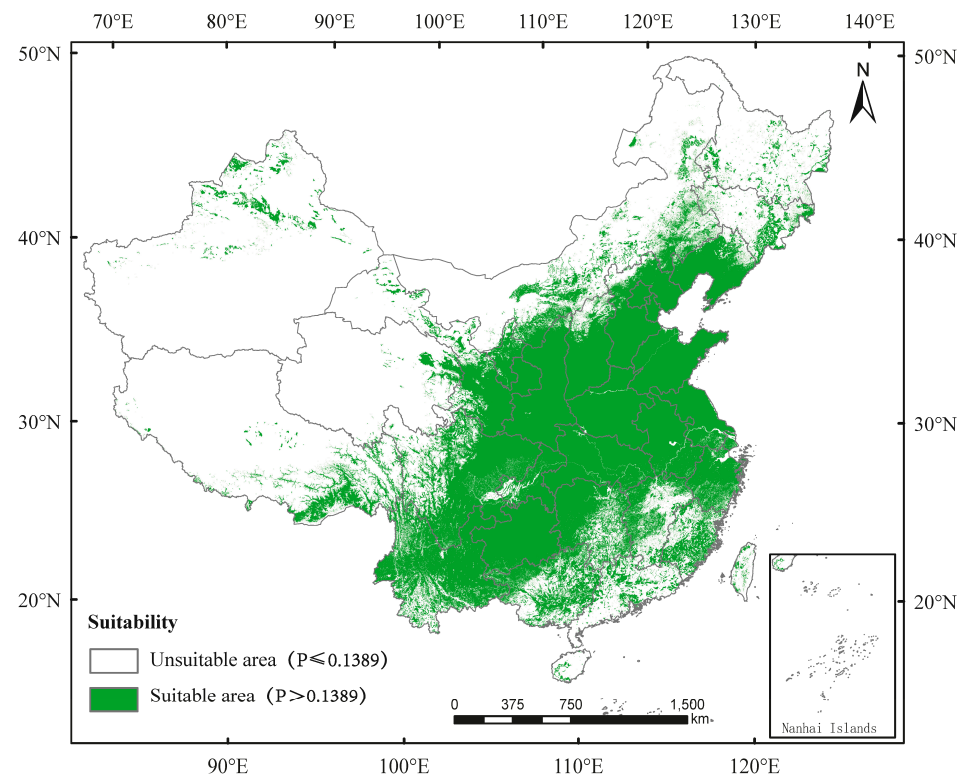 70°E 80°E 90°E 100°E 110°E 120°E 130°E 140°E
50°N 50°N
N
40°N 40°N
30°N 30°N
20°N 20°N
Suitability
Unsuitable area (P≤0.1389)
Suitable area (P>0.1389)
0 375 750 1,500
km
Nanhai Islands
90°E 100°E 110°E 120°E